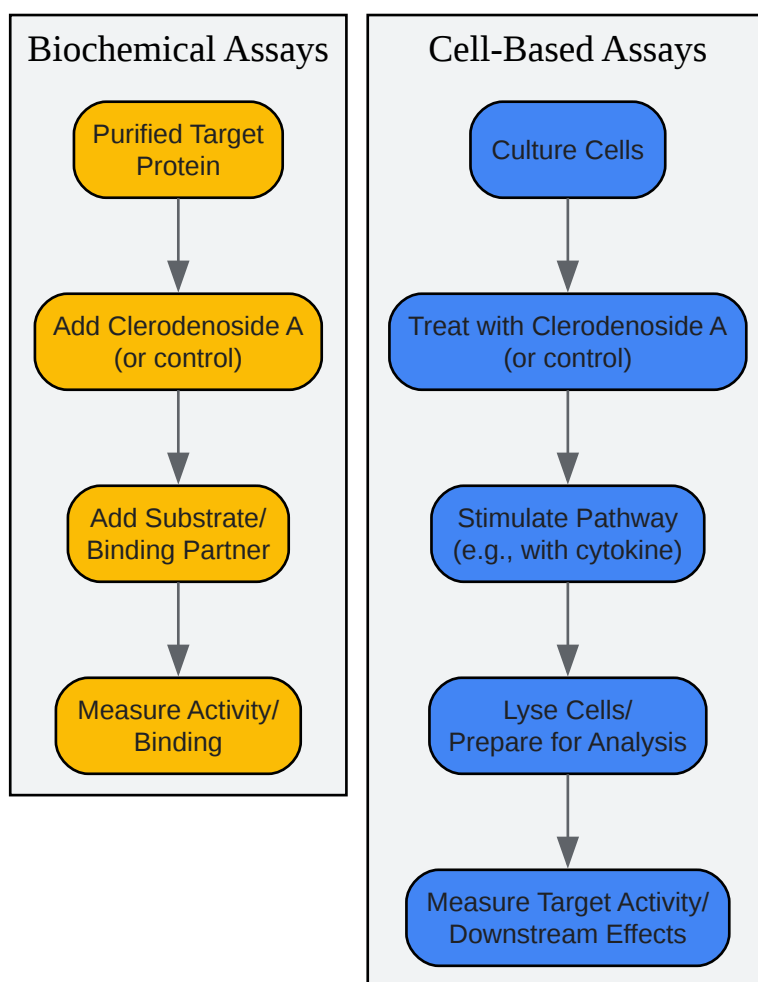 Biochemical Assays
Purified Target
Protein
Add Clerodenoside A
(or control)
Add Substrate/
Binding Partner
Measure Activity/
Binding
Cell-Based Assays
Culture Cells
Treat with Clerodenoside A
(or control)
Stimulate Pathway
(e.g., with cytokine)
Lyse Cells/
Prepare for Analysis
Measure Target Activity/
Downstream Effects